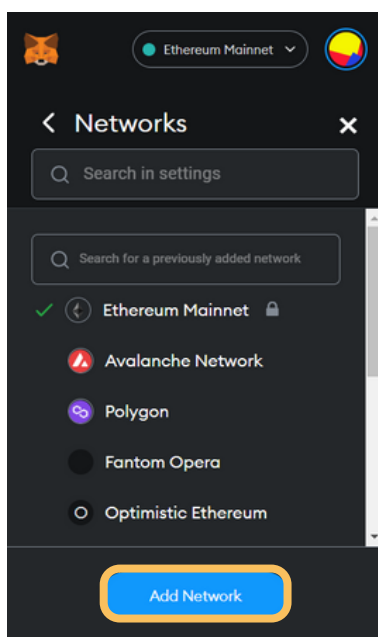 Ethereum Mainnet
Networks
Search in settings
Search for a previously added network
Ethereum Mainnet
Avalanche Network
Polygon
Fantom Opera
Optimistic Ethereum
Add Network